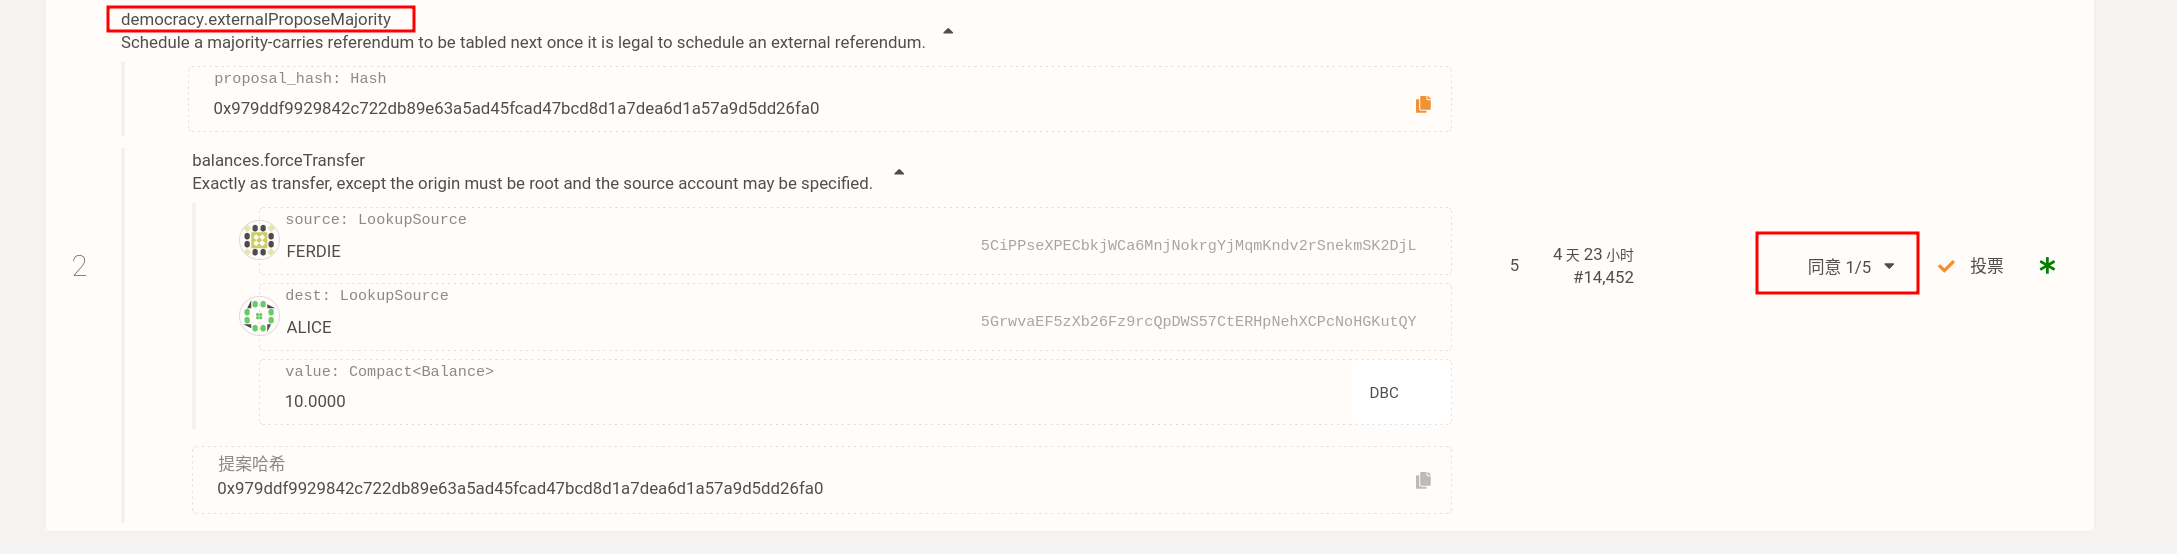 democracy.externalProposeMajority
Schedule a majority-carries referendum to be tabled next once it is legal to schedule an external referendum.
proposal_hash: Hash
0x979ddf9929842c722db89e63a5ad45fcad47bcd8d1a7dea6d1a57a9d5dd26fa0
balances.forceTransfer
Exactly as transfer, except the origin must be root and the source account may be specified.
source: LookupSource
FERDIE 5CiPPseXPECbkjWCa6MnjNokrgYjMqmKndv2rSnekmSK2DjL
2
5
4 天 23 小时
#14,452
同意 1/5
投票
dest: LookupSource
ALICE 5GrwvaEF5zXb26Fz9rcQpDWS57CtERHpNehXCPcNoHGKutQY
value: Compact<Balance>
10.0000 DBC
提案哈希
0x979ddf9929842c722db89e63a5ad45fcad47bcd8d1a7dea6d1a57a9d5dd26fa0